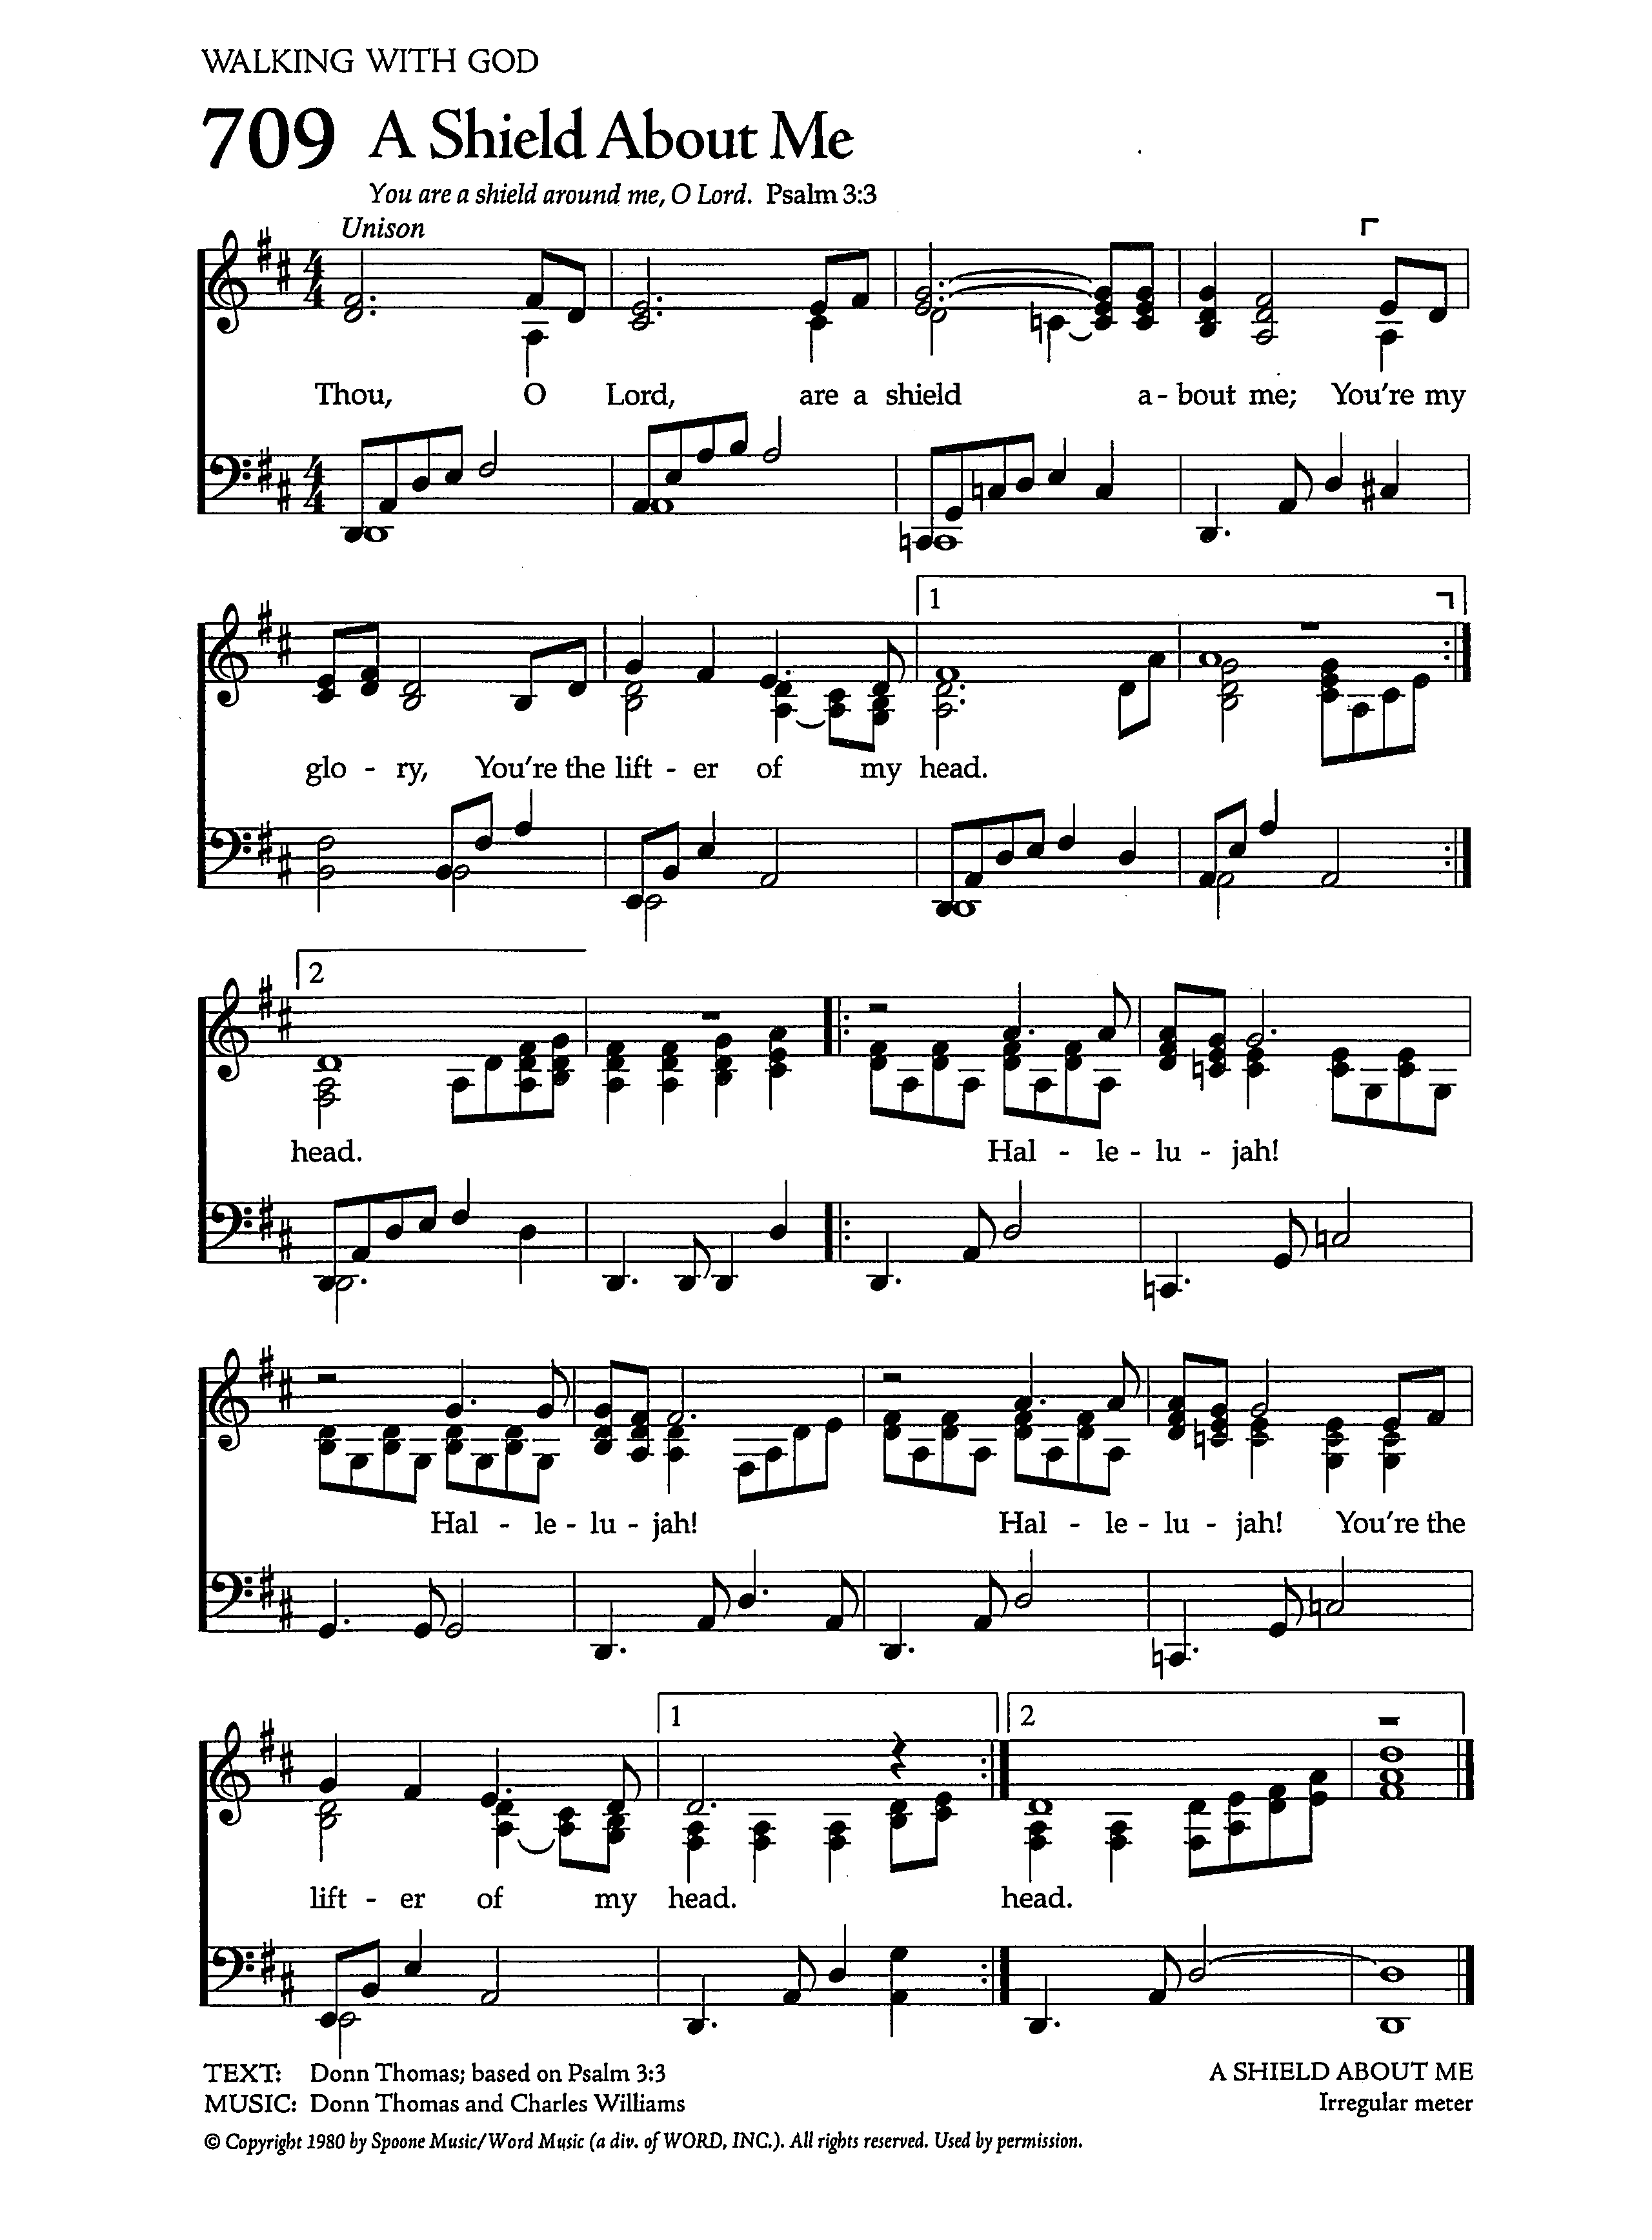 WALKING WITH GOD
709 A Shield About Me
You are a shield around me, O Lord. Psalm 3:3
Unison
Thou, O Lord, are a shield a - bout me; You're my
1
glo - ry, You're the lift - er of my head.
2
head. Hal - le - lu - jah!
Hal - le - lu - jah! Hal - le - lu - jah! You're the
1 2
lift - er of my head. head.
TEXT: Donn Thomas; based on Psalm 3:3 A SHIELD ABOUT ME
MUSIC: Donn Thomas and Charles Williams Irregular meter
© Copyright 1980 by Spoone Music/Word Music (a div. of WORD, INC.). All rights reserved. Used by permission.